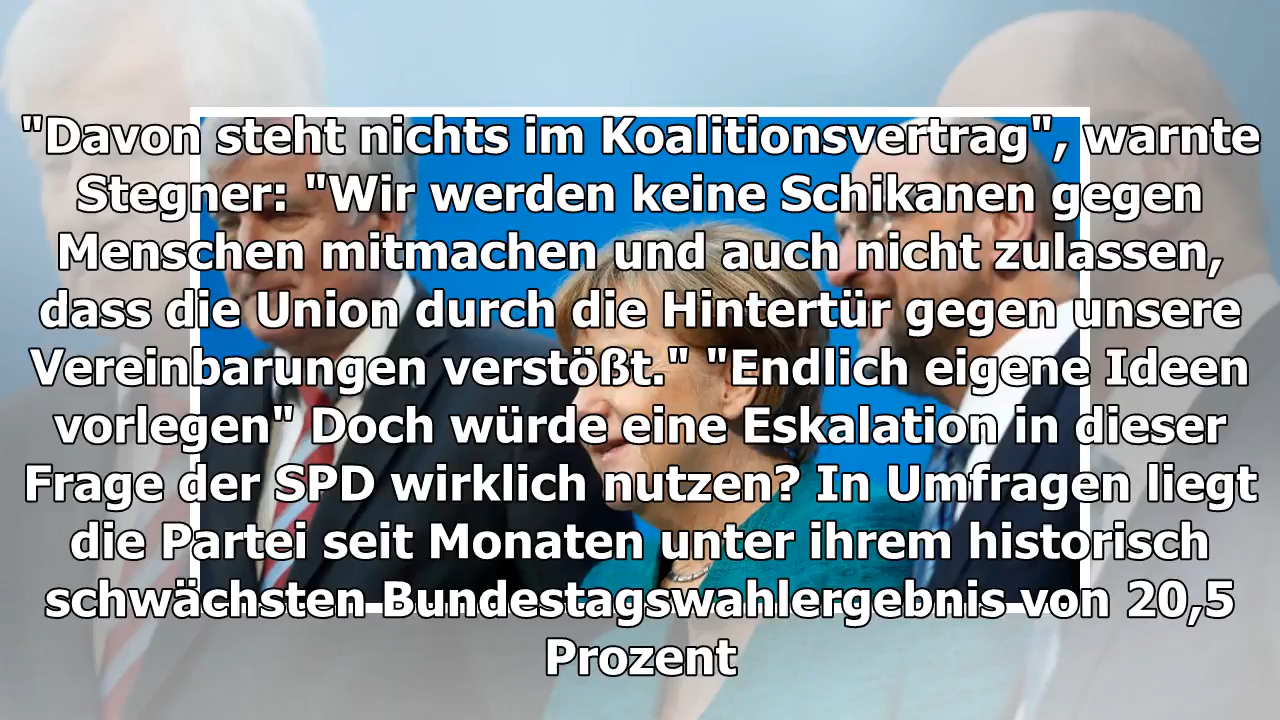 "Davon steht nichts im Koalitionsvertrag", warnte
Stegner: "Wir werden keine Schikanen gegen
Menschen mitmachen und auch nicht zulassen,
dass die Union durch die Hintertür gegen unsere
Vereinbarungen verstößt." "Endlich eigene Ideen
vorlegen" Doch würde eine Eskalation in dieser
Frage der SPD wirklich nutzen? In Umfragen liegt
die Partei seit Monaten unter ihrem historisch
schwächsten Bundestagswahlergebnis von 20,5
Prozent